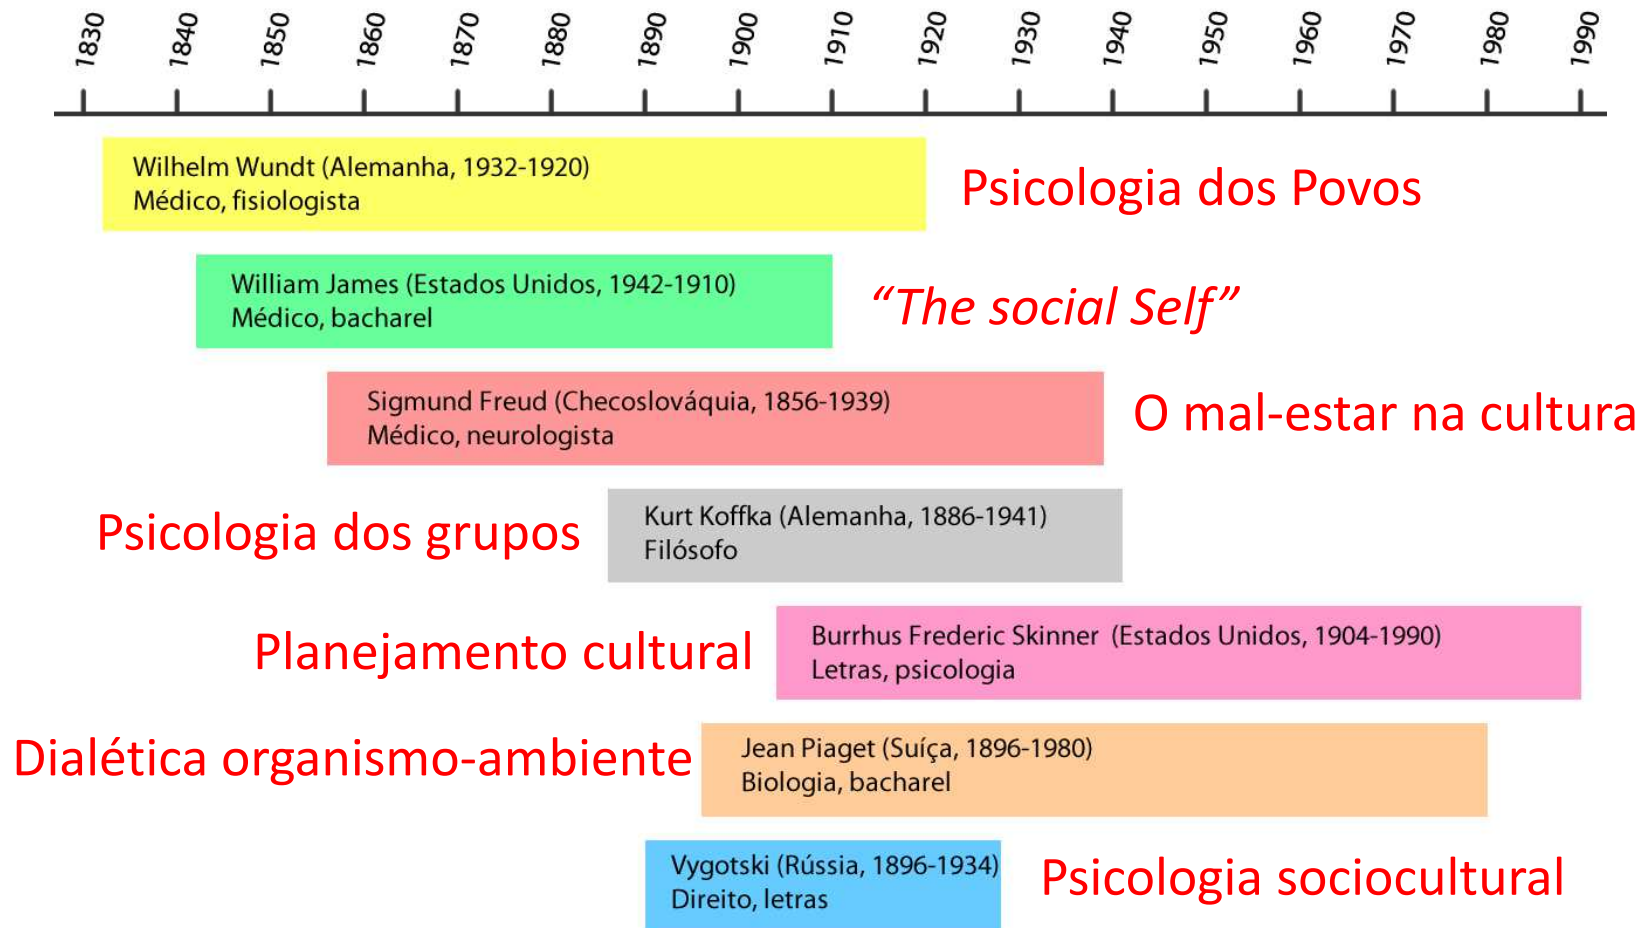 1830 1840 1850 1860 1870 1880 1890 1900 1910 1920 1930 1940 1950 1960 1970 1980 1990
Wilhelm Wundt (Alemanha, 1932-1920)
Médico, fisiologista
Psicologia dos Povos
William James (Estados Unidos, 1942-1910)
Médico, bacharel
“The social Self”
Sigmund Freud (Checoslováquia, 1856-1939)
Médico, neurologista
O mal-estar na cultura
Psicologia dos grupos
Kurt Koffka (Alemanha, 1886-1941)
Filósofo
Planejamento cultural
Burrhus Frederic Skinner (Estados Unidos, 1904-1990)
Letras, psicologia
Dialética organismo-ambiente
Jean Piaget (Suíça, 1896-1980)
Biologia, bacharel
Vygotski (Rússia, 1896-1934)
Direito, letras
Psicologia sociocultural